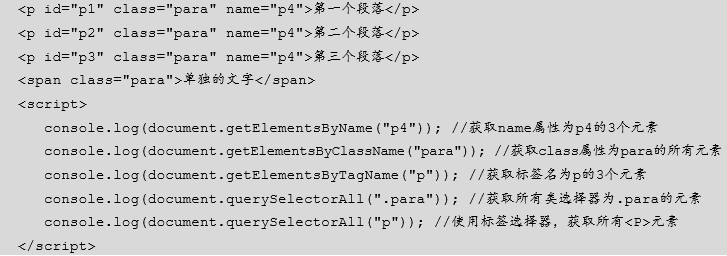 <p id="p1" class="para" name="p4">第一个段落</p>
<p id="p2" class="para" name="p4">第二个段落</p>
<p id="p3" class="para" name="p4">第三个段落</p>
<span class="para">单独的文字</span>
<script>
console.log(document.getElementsByName("p4")); //获取name属性为p4的3个元素
console.log(document.getElementsByClassName("para")); //获取class属性为para的所有元素
console.log(document.getElementsByTagName("p")); //获取标签名为p的3个元素
console.log(document.querySelectorAll(".para")); //获取所有类选择器为.para的元素
console.log(document.querySelectorAll("p")); //使用标签选择器，获取所有<P>元素
</script>